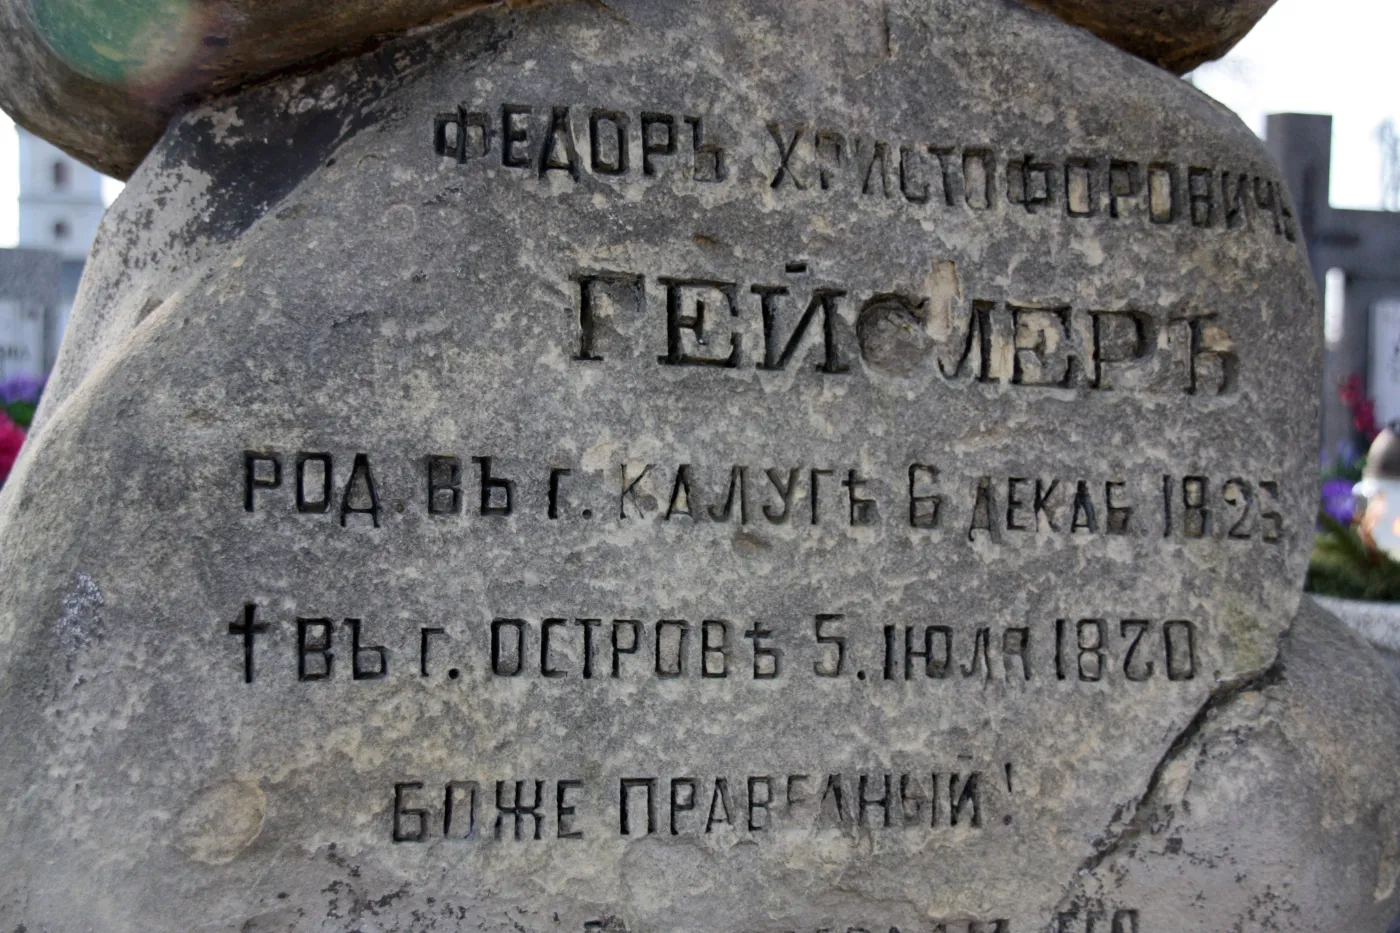 ФЕДОРЪ ХРИСТОФОРОВИЧЪ
ГЕЙСЛЕРЪ
РОД. ВЪ Г. КАЛУГѢ 6 ДЕКАБ. 1825
† ВЪ Г. ОСТРОВѢ 5. ІЮЛЯ 1870.
БОЖЕ ПРАВЕДНЫЙ!